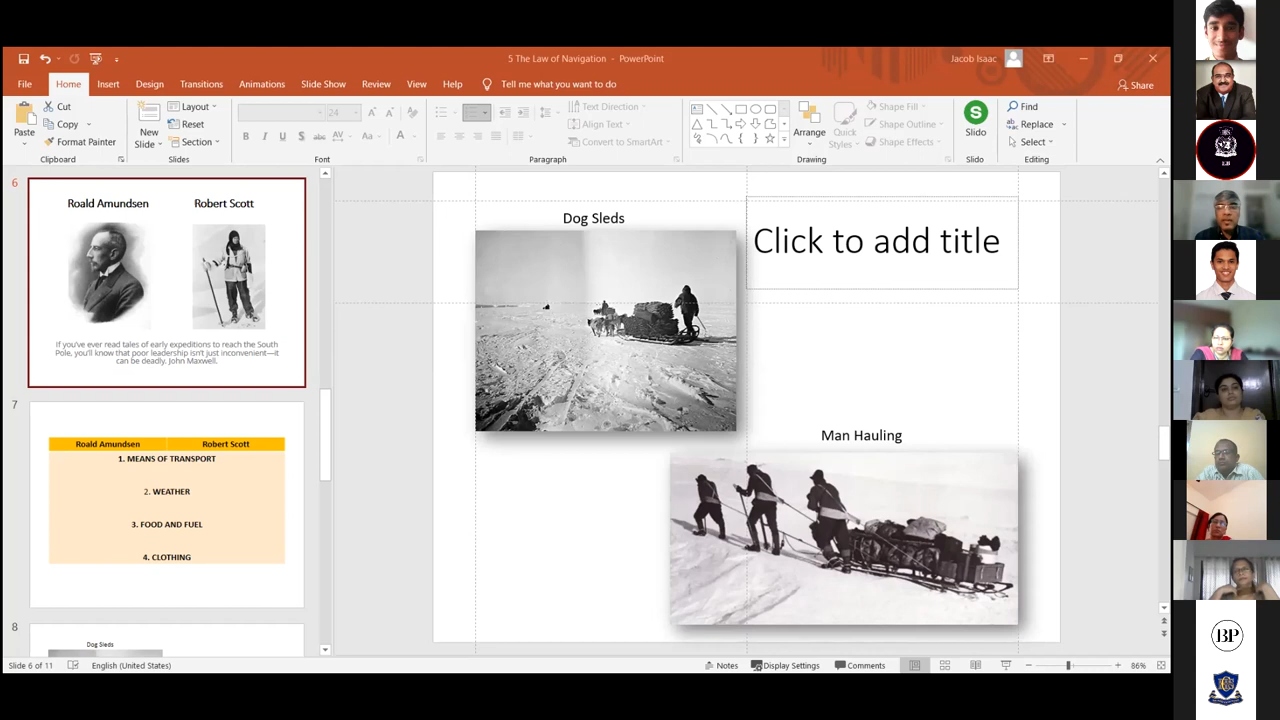 5 The Law of Navigation - PowerPoint
Jacob Isaac
File Home Insert Design Transitions Animations Slide Show Review View Help Tell me what you want to do
Share
Paste
Cut
Copy
Format Painter
Clipboard
New
Slide
Layout
Reset
Section
Slides
24
B I U S abc AV Aa A
Font
Text Direction
Align Text
Convert to SmartArt
Paragraph
Arrange
Quick
Styles
Shape Fill
Shape Outline
Shape Effects
Drawing
S
Slido
Slido
Find
Replace
Select
Editing
6
Roald Amundsen Robert Scott
If you've ever read tales of early expeditions to reach the South
Pole, you'll know that poor leadership isn't just inconvenient—it
can be deadly. John Maxwell.
7
Roald Amundsen Robert Scott
1. MEANS OF TRANSPORT
2. WEATHER
3. FOOD AND FUEL
4. CLOTHING
8
Dog Sleds
Dog Sleds
Click to add title
Man Hauling
Slide 6 of 11 English (United States) Notes Display Settings Comments 86%
BP